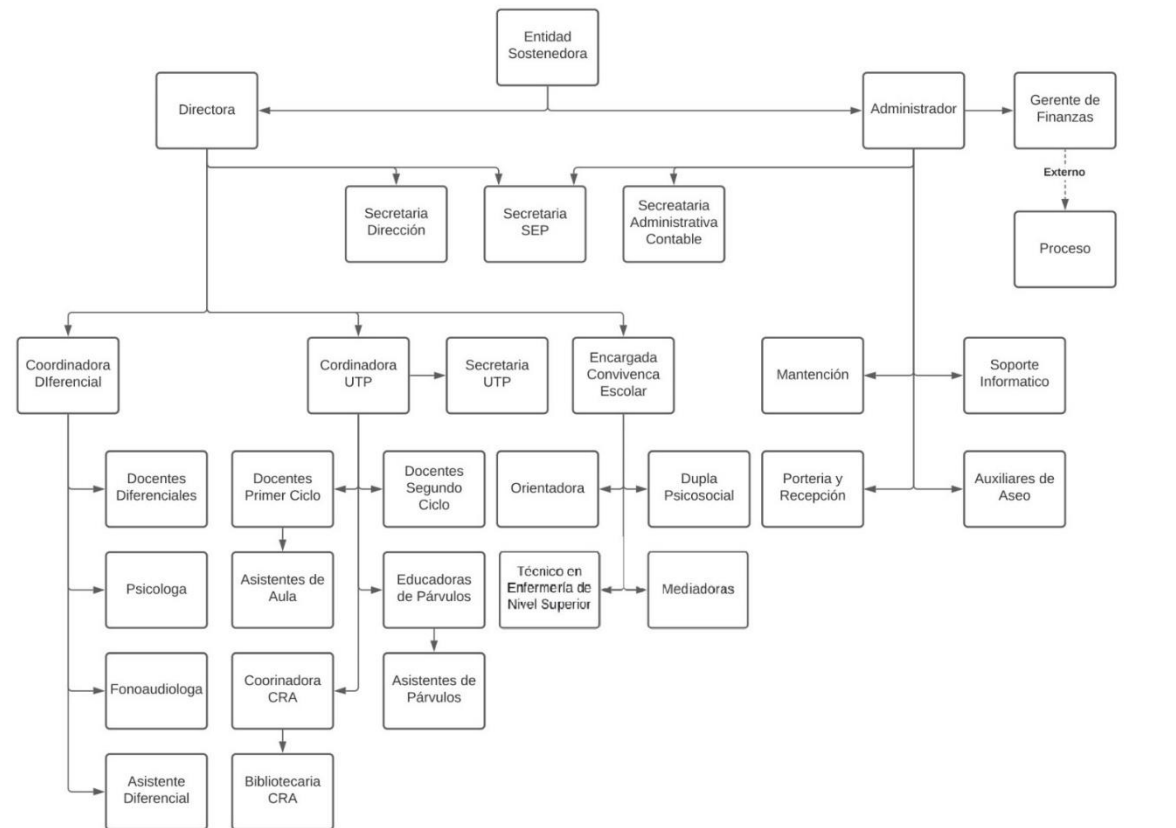 Entidad
Sostenedora
Directora
Administrador
Gerente de
Finanzas
Externo
Secretaria
Dirección
Secretaria
SEP
Secreataria
Administrativa
Contable
Proceso
Coordinadora
DIferencial
Cordinadora
UTP
Secretaria
UTP
Encargada
Convivenca
Escolar
Mantención
Soporte
Informatico
Docentes
Diferenciales
Docentes
Primer Ciclo
Docentes
Segundo
Ciclo
Orientadora
Dupla
Psicosocial
Porteria y
Recepción
Auxiliares de
Aseo
Psicologa
Asistentes de
Aula
Educadoras
de Párvulos
Técnico en
Enfermería de
Nivel Superior
Mediadoras
Fonoaudiologa
Coorinadora
CRA
Asistentes de
Párvulos
Asistente
Diferencial
Bibliotecaria
CRA